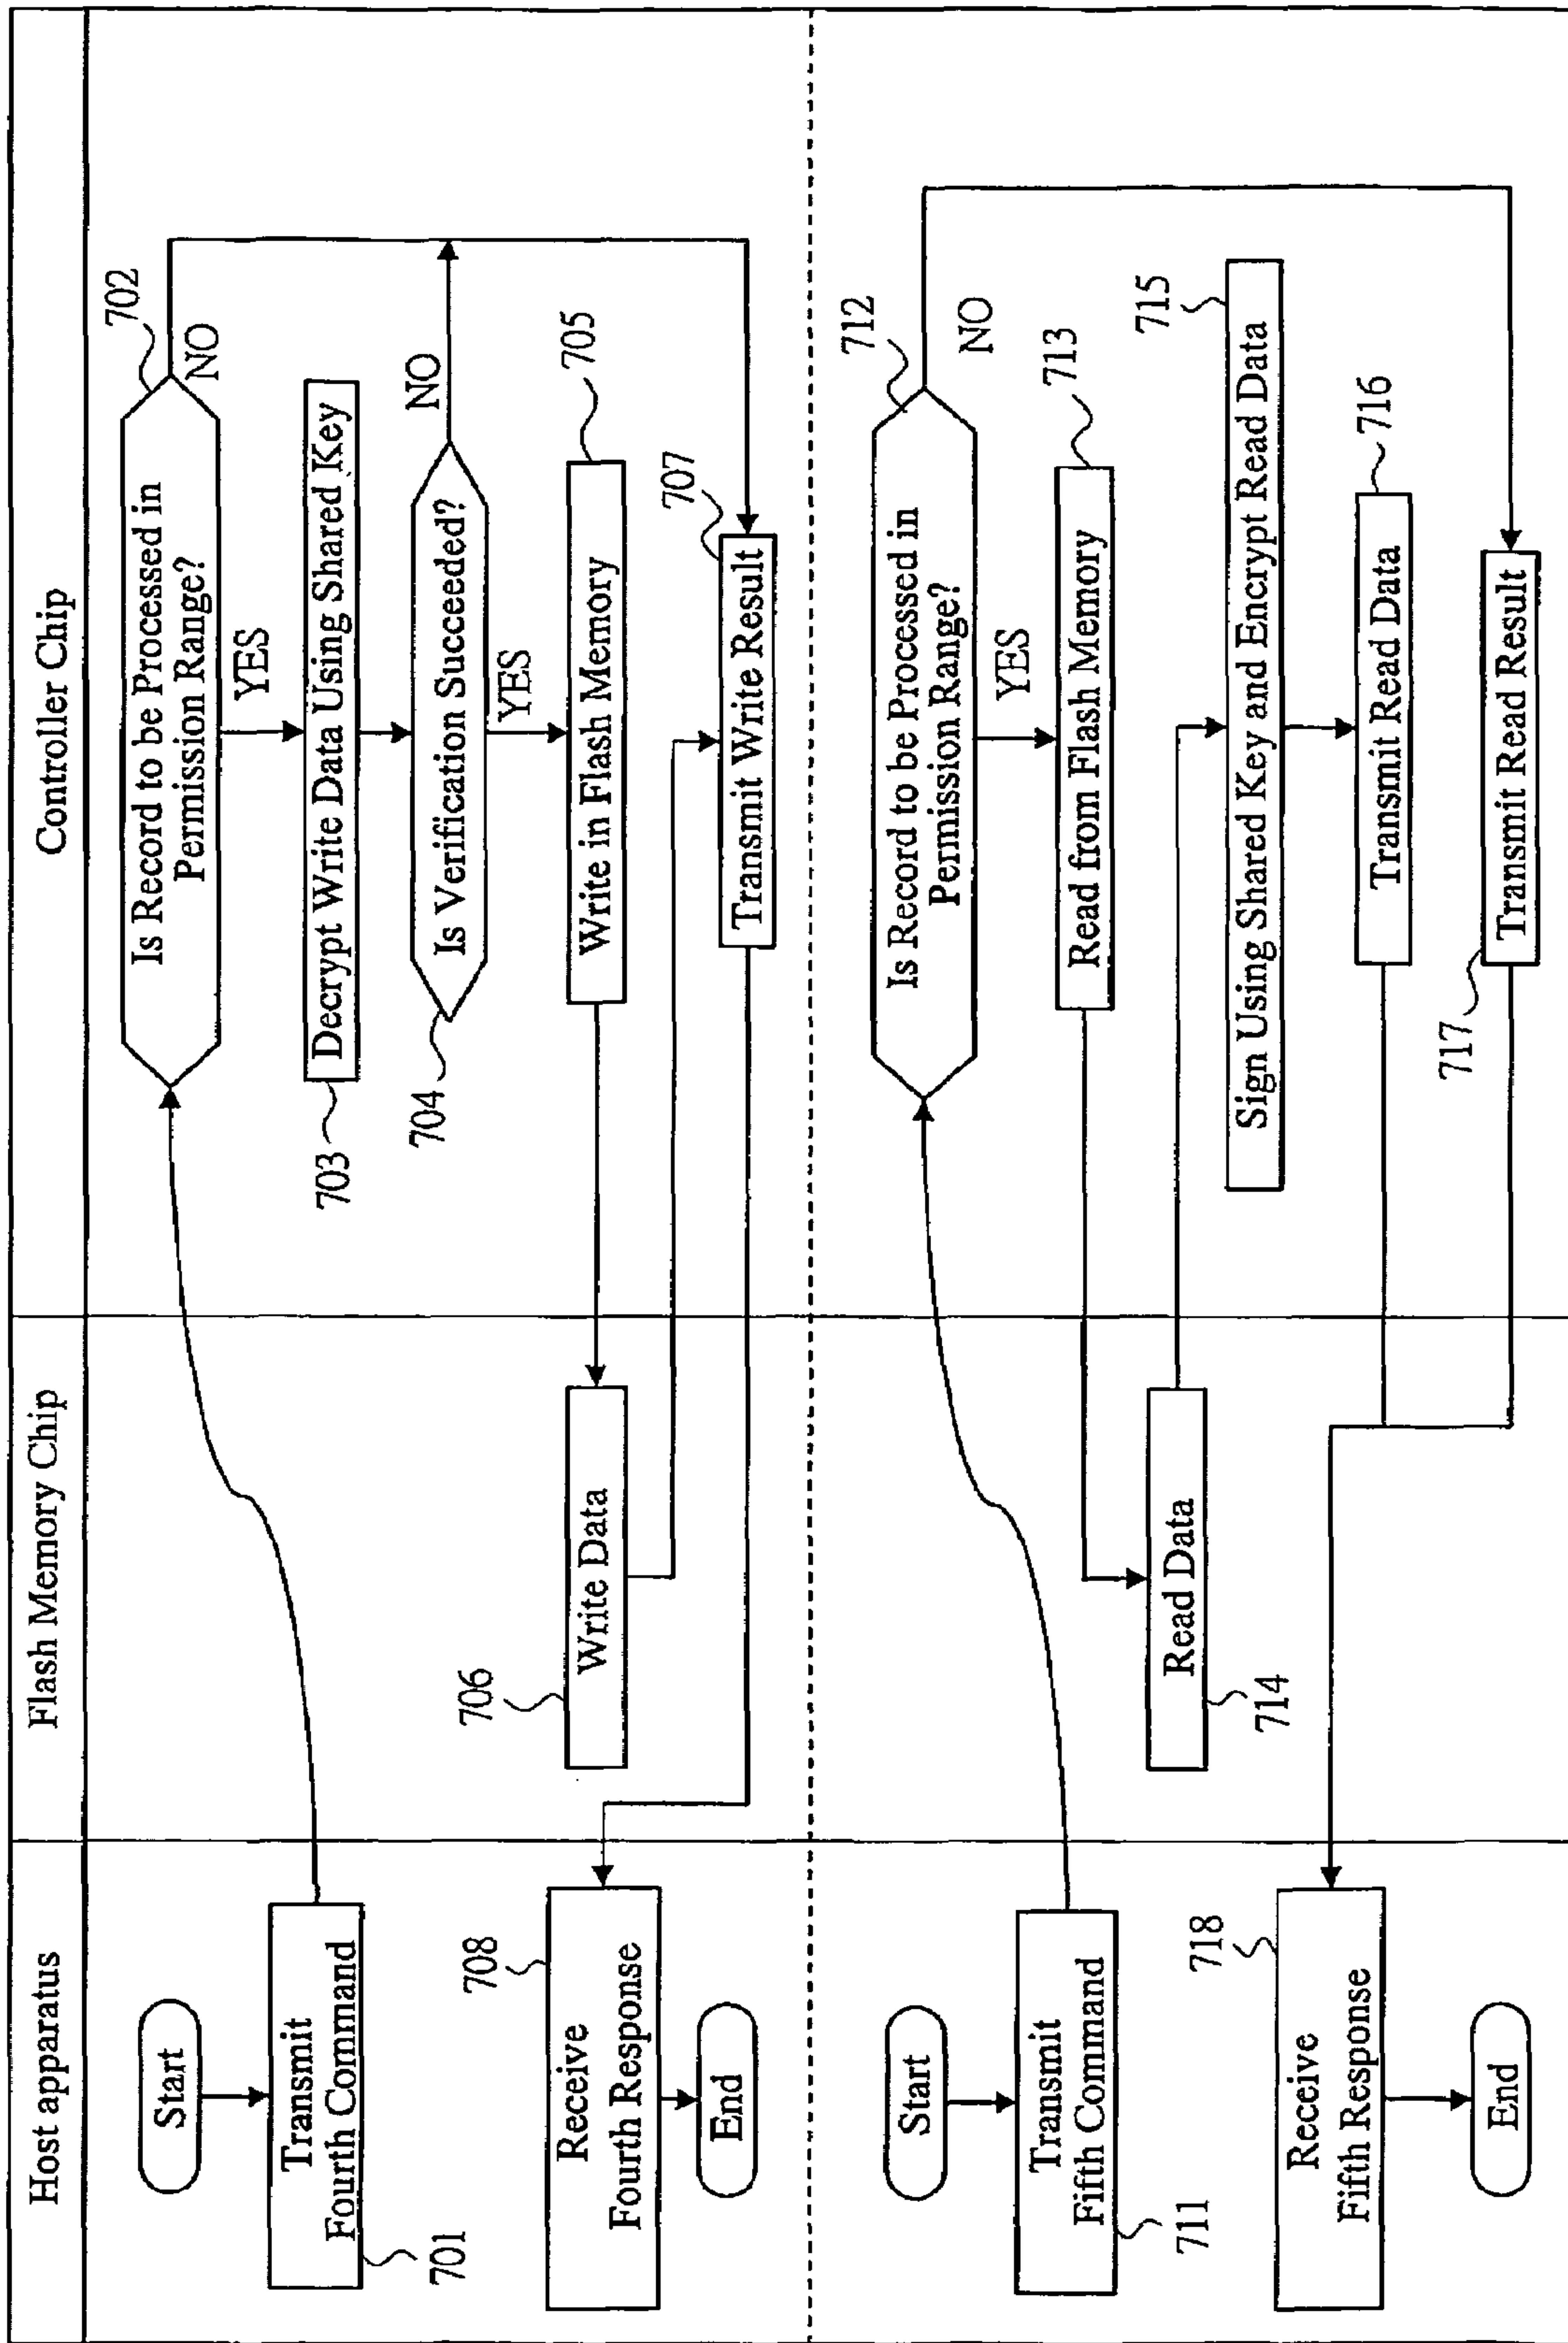 Host apparatus
Flash Memory Chip
Controller Chip
Start
Transmit
Fourth Command
701
Is Record to be Processed in
Permission Range?
702
NO
YES
Decrypt Write Data Using Shared Key
703
Is Verification Succeeded?
704
NO
YES
Write in Flash Memory
705
Write Data
706
Transmit Write Result
707
Receive
Fourth Response
708
End
Start
Transmit
Fifth Command
711
Is Record to be Processed in
Permission Range?
712
NO
YES
Read from Flash Memory
713
Read Data
714
Sign Using Shared Key and Encrypt Read Data
715
Transmit Read Data
716
Transmit Read Result
717
Receive
Fifth Response
718
End